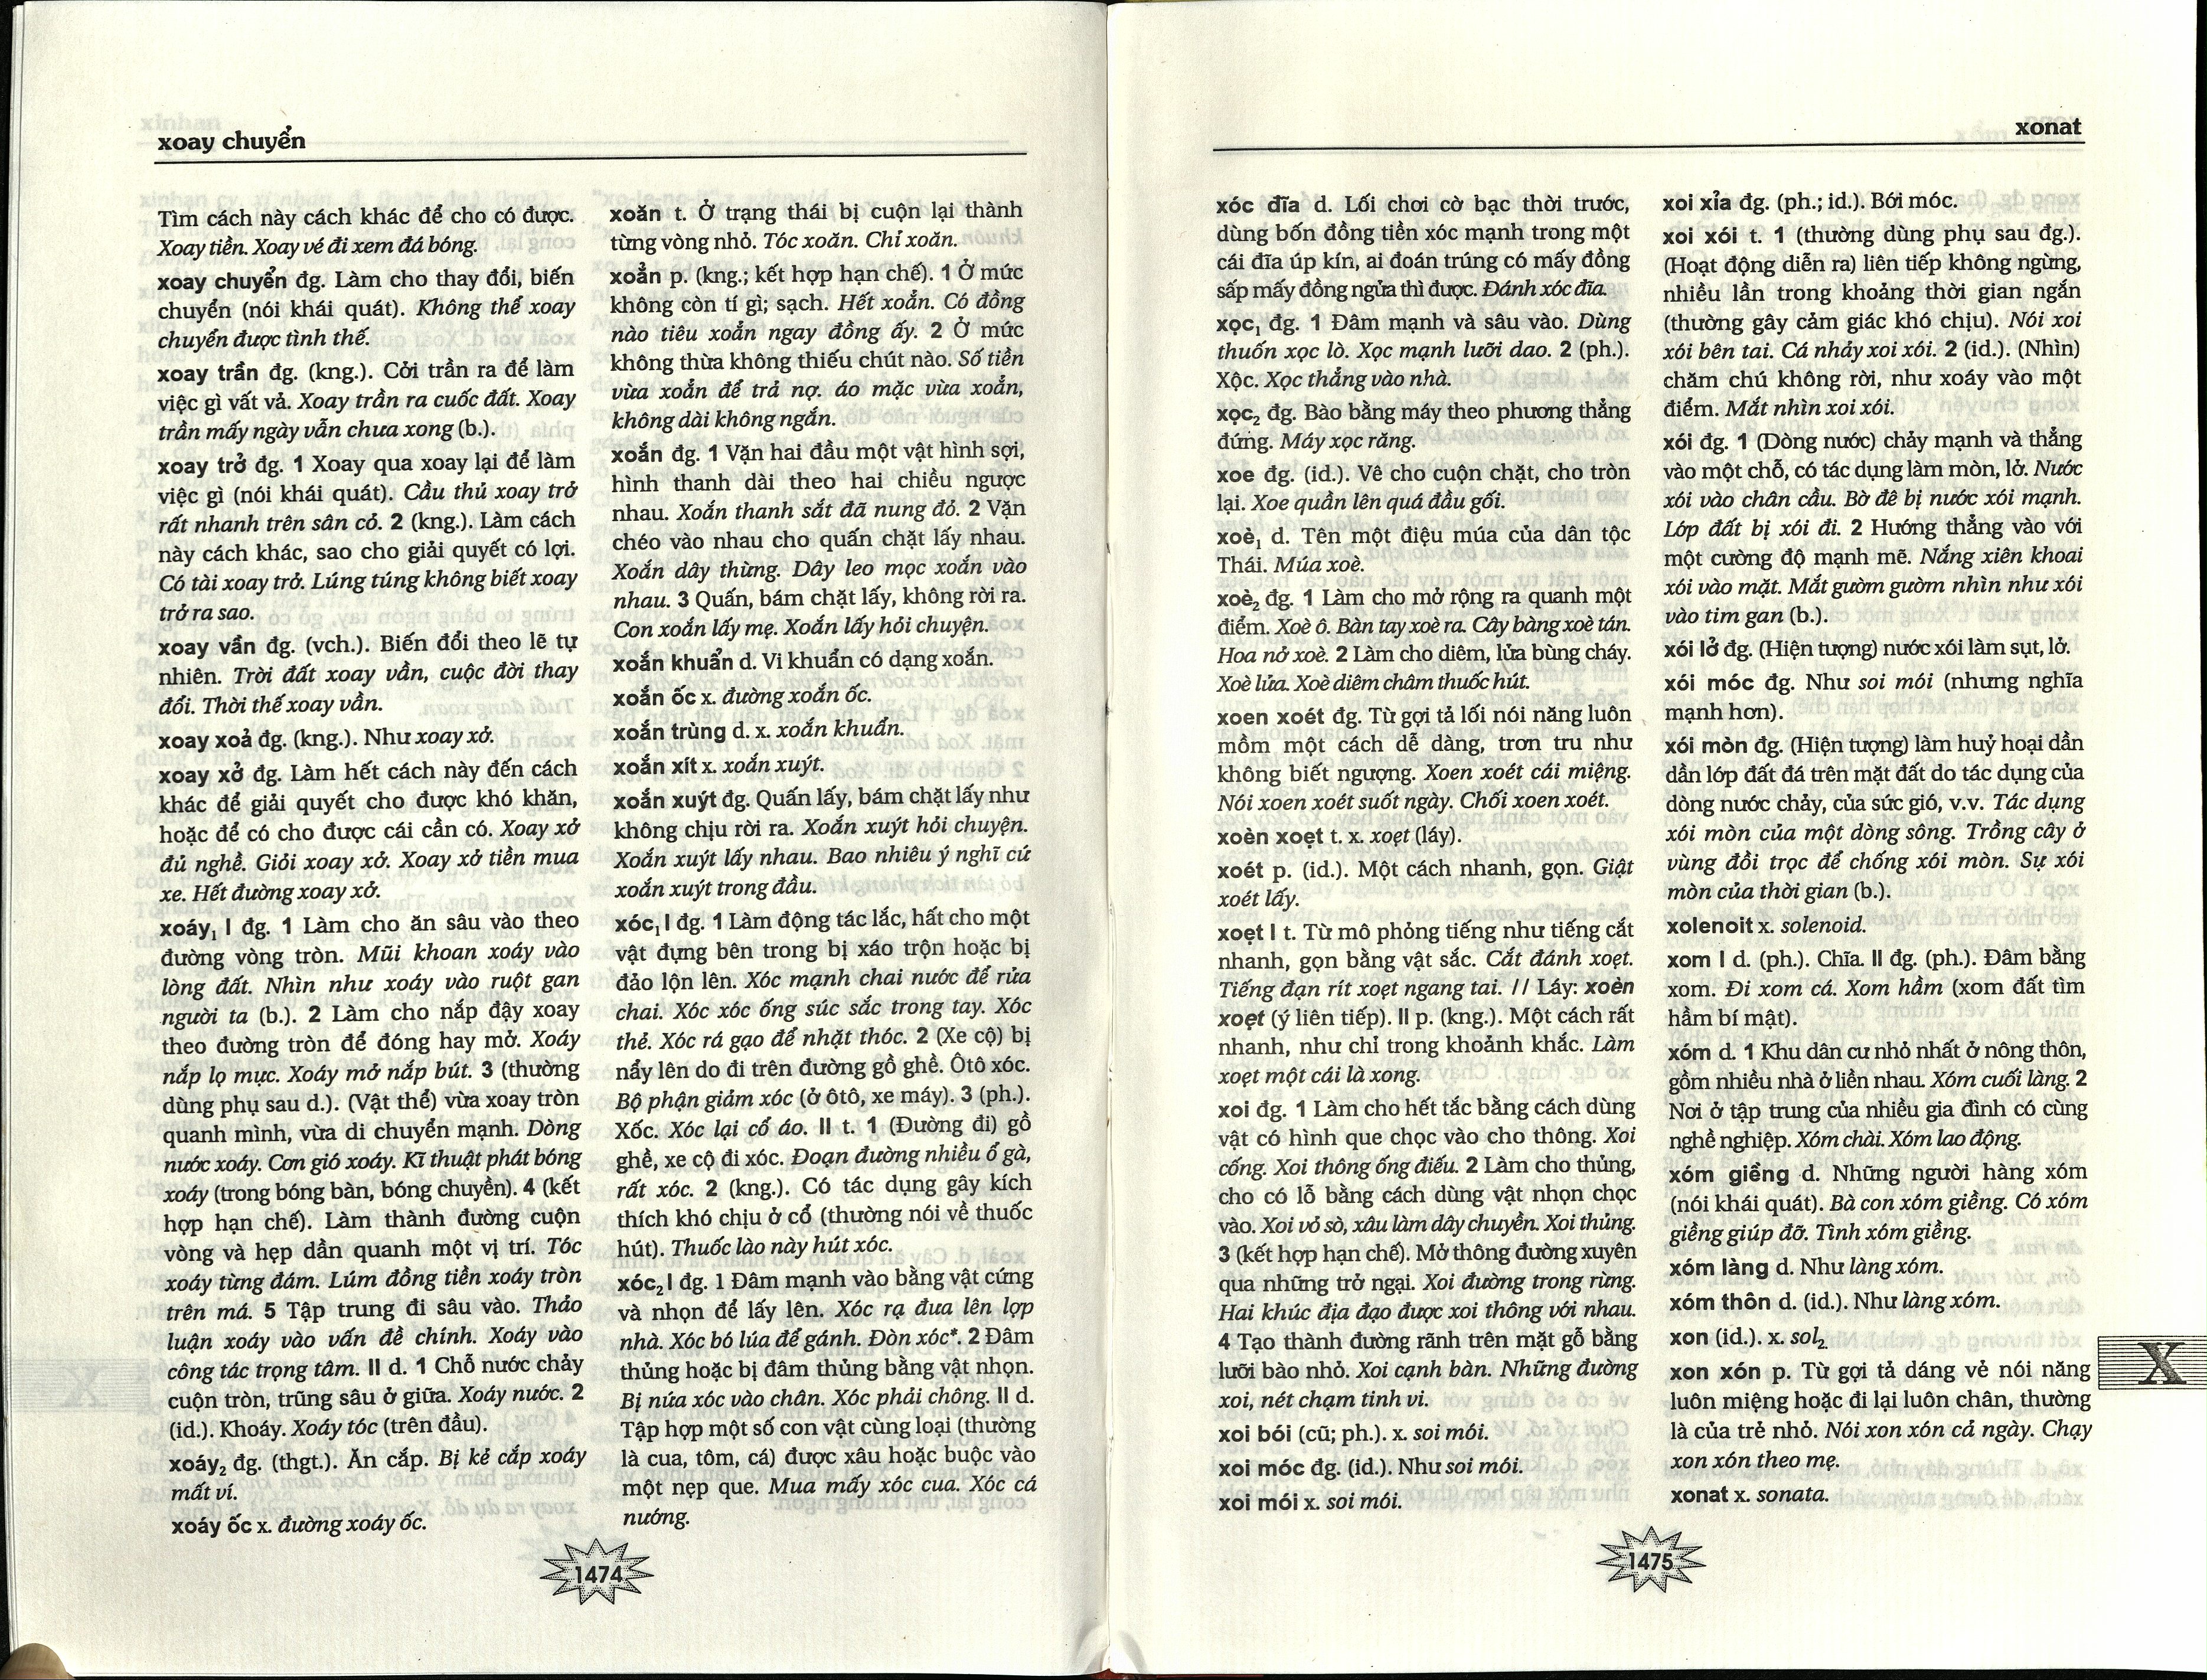 xoay chuyển
Tìm cách này cách khác để cho có được.
Xoay tiền. Xoay vé đi xem đá bóng.
xoay chuyển đg. Làm cho thay đổi, biến
chuyển (nói khái quát). Không thể xoay
chuyển được tình thế.
xoay trần đg. (kng.). Cởi trần ra để làm
việc gì vất vả. Xoay trần ra cuốc đất. Xoay
trần mấy ngày vẫn chưa xong (b.).
xoay trở đg. 1 Xoay qua xoay lại để làm
việc gì (nói khái quát). Cầu thủ xoay trở
rất nhanh trên sân cỏ. 2 (kng.). Làm cách
này cách khác, sao cho giải quyết có lợi.
Có tài xoay trở. Lúng túng không biết xoay
trở ra sao.
xoay vần đg. (vch.). Biến đổi theo lẽ tự
nhiên. Trời đất xoay vần, cuộc đời thay
đổi. Thời thế xoay vần.
xoay xoả đg. (kng.). Như xoay xở.
xoay xở đg. Làm hết cách này đến cách
khác để giải quyết cho được khó khăn,
hoặc để có cho được cái cần có. Xoay xở
đủ nghề. Giỏi xoay xở. Xoay xở tiền mua
xe. Hết đường xoay xở.
xoáy₁ I đg. 1 Làm cho ăn sâu vào theo
đường vòng tròn. Mũi khoan xoáy vào
lòng đất. Nhìn như xoáy vào ruột gan
người ta (b.). 2 Làm cho nắp đậy xoay
theo đường tròn để đóng hay mở. Xoáy
nắp lọ mực. Xoáy mở nắp bút. 3 (thường
dùng phụ sau d.). (Vật thể) vừa xoay tròn
quanh mình, vừa di chuyển mạnh. Dòng
nước xoáy. Cơn gió xoáy. Kĩ thuật phát bóng
xoáy (trong bóng bàn, bóng chuyền). 4 (kết
hợp hạn chế). Làm thành đường cuộn
vòng và hẹp dần quanh một vị trí. Tóc
xoáy từng đám. Lúm đồng tiền xoáy tròn
trên má. 5 Tập trung đi sâu vào. Thảo
luận xoáy vào vấn đề chính. Xoáy vào
công tác trọng tâm. II d. 1 Chỗ nước chảy
cuộn tròn, trũng sâu ở giữa. Xoáy nước. 2
(id.). Khoáy. Xoáy tóc (trên đầu).
xoáy₂ đg. (thgt.). Ăn cắp. Bị kẻ cắp xoáy
mất ví.
xoáy ốc x. đường xoáy ốc.
xoăn t. Ở trạng thái bị cuộn lại thành
từng vòng nhỏ. Tóc xoăn. Chỉ xoăn.
xoẳn p. (kng.; kết hợp hạn chế). 1 Ở mức
không còn tí gì; sạch. Hết xoẳn. Có đồng
nào tiêu xoẳn ngay đồng ấy. 2 Ở mức
không thừa không thiếu chút nào. Số tiền
vừa xoẳn để trả nợ. áo mặc vừa xoẳn,
không dài không ngắn.
xoắn đg. 1 Vặn hai đầu một vật hình sợi,
hình thanh dài theo hai chiều ngược
nhau. Xoắn thanh sắt đã nung đỏ. 2 Vặn
chéo vào nhau cho quấn chặt lấy nhau.
Xoắn dây thừng. Dây leo mọc xoắn vào
nhau. 3 Quấn, bám chặt lấy, không rời ra.
Con xoắn lấy mẹ. Xoắn lấy hỏi chuyện.
xoắn khuẩn d. Vi khuẩn có dạng xoắn.
xoắn ốc x. đường xoắn ốc.
xoắn trùng d. x. xoắn khuẩn.
xoắn xít x. xoắn xuýt.
xoắn xuýt đg. Quấn lấy, bám chặt lấy như
không chịu rời ra. Xoắn xuýt hỏi chuyện.
Xoắn xuýt lấy nhau. Bao nhiêu ý nghĩ cứ
xoắn xuýt trong đầu.
xóc₁ I đg. 1 Làm động tác lắc, hất cho một
vật đựng bên trong bị xáo trộn hoặc bị
đảo lộn lên. Xóc mạnh chai nước để rửa
chai. Xóc xóc ống súc sắc trong tay. Xóc
thẻ. Xóc rá gạo để nhặt thóc. 2 (Xe cộ) bị
nẩy lên do đi trên đường gồ ghề. Ôtô xóc.
Bộ phận giảm xóc (ở ôtô, xe máy). 3 (ph.).
Xốc. Xóc lại cổ áo. II t. 1 (Đường đi) gồ
ghề, xe cộ đi xóc. Đoạn đường nhiều ổ gà,
rất xóc. 2 (kng.). Có tác dụng gây kích
thích khó chịu ở cổ (thường nói về thuốc
hút). Thuốc lào này hút xóc.
xóc₂ I đg. 1 Đâm mạnh vào bằng vật cứng
và nhọn để lấy lên. Xóc rạ đưa lên lợp
nhà. Xóc bó lúa để gánh. Đòn xóc*. 2 Đâm
thủng hoặc bị đâm thủng bằng vật nhọn.
Bị nứa xóc vào chân. Xóc phải chông. II d.
Tập hợp một số con vật cùng loại (thường
là cua, tôm, cá) được xâu hoặc buộc vào
một nẹp que. Mua mấy xóc cua. Xóc cá
nướng.
1474
xonat
xóc đĩa d. Lối chơi cờ bạc thời trước,
dùng bốn đồng tiền xóc mạnh trong một
cái đĩa úp kín, ai đoán trúng có mấy đồng
sấp mấy đồng ngửa thì được. Đánh xóc đĩa.
xọc₁ đg. 1 Đâm mạnh và sâu vào. Dùng
thuốn xọc lò. Xọc mạnh lưỡi dao. 2 (ph.).
Xộc. Xọc thẳng vào nhà.
xọc₂ đg. Bào bằng máy theo phương thẳng
đứng. Máy xọc răng.
xoe đg. (id.). Vê cho cuộn chặt, cho tròn
lại. Xoe quần lên quá đầu gối.
xoè₁ d. Tên một điệu múa của dân tộc
Thái. Múa xoè.
xoè₂ đg. 1 Làm cho mở rộng ra quanh một
điểm. Xoè ô. Bàn tay xoè ra. Cây bàng xoè tán.
Hoa nở xoè. 2 Làm cho diêm, lửa bùng cháy.
Xoè lửa. Xoè diêm châm thuốc hút.
xoen xoét đg. Từ gợi tả lối nói năng luôn
mồm một cách dễ dàng, trơn tru như
không biết ngượng. Xoen xoét cái miệng.
Nói xoen xoét suốt ngày. Chối xoen xoét.
xoèn xoẹt t. x. xoẹt (láy).
xoét p. (id.). Một cách nhanh, gọn. Giật
xoét lấy.
xoẹt I t. Từ mô phỏng tiếng như tiếng cắt
nhanh, gọn bằng vật sắc. Cắt đánh xoẹt.
Tiếng đạn rít xoẹt ngang tai. // Láy: xoèn
xoẹt (ý liên tiếp). II p. (kng.). Một cách rất
nhanh, như chỉ trong khoảnh khắc. Làm
xoẹt một cái là xong.
xoi đg. 1 Làm cho hết tắc bằng cách dùng
vật có hình que chọc vào cho thông. Xoi
cống. Xoi thông ống điếu. 2 Làm cho thủng,
cho có lỗ bằng cách dùng vật nhọn chọc
vào. Xoi vỏ sò, xâu làm dây chuyền. Xoi thủng.
3 (kết hợp hạn chế). Mở thông đường xuyên
qua những trở ngại. Xoi đường trong rừng.
Hai khúc địa đạo được xoi thông với nhau.
4 Tạo thành đường rãnh trên mặt gỗ bằng
lưỡi bào nhỏ. Xoi cạnh bàn. Những đường
xoi, nét chạm tinh vi.
xoi bói (cũ; ph.). x. soi mói.
xoi móc đg. (id.). Như soi mói.
xoi mói x. soi mói.
xoi xỉa đg. (ph.; id.). Bới móc.
xoi xói t. 1 (thường dùng phụ sau đg.).
(Hoạt động diễn ra) liên tiếp không ngừng,
nhiều lần trong khoảng thời gian ngắn
(thường gây cảm giác khó chịu). Nói xoi
xói bên tai. Cá nhảy xoi xói. 2 (id.). (Nhìn)
chăm chú không rời, như xoáy vào một
điểm. Mắt nhìn xoi xói.
xói đg. 1 (Dòng nước) chảy mạnh và thẳng
vào một chỗ, có tác dụng làm mòn, lở. Nước
xói vào chân cầu. Bờ đê bị nước xói mạnh.
Lớp đất bị xói đi. 2 Hướng thẳng vào với
một cường độ mạnh mẽ. Nắng xiên khoai
xói vào mặt. Mắt gườm gườm nhìn như xói
vào tim gan (b.).
xói lở đg. (Hiện tượng) nước xói làm sụt, lở.
xói móc đg. Như soi mói (nhưng nghĩa
mạnh hơn).
xói mòn đg. (Hiện tượng) làm huỷ hoại dần
dần lớp đất đá trên mặt đất do tác dụng của
dòng nước chảy, của sức gió, v.v. Tác dụng
xói mòn của một dòng sông. Trồng cây ở
vùng đồi trọc để chống xói mòn. Sự xói
mòn của thời gian (b.).
xolenoit x. solenoid.
xom I d. (ph.). Chĩa. II đg. (ph.). Đâm bằng
xom. Đi xom cá. Xom hầm (xom đất tìm
hầm bí mật).
xóm d. 1 Khu dân cư nhỏ nhất ở nông thôn,
gồm nhiều nhà ở liền nhau. Xóm cuối làng. 2
Nơi ở tập trung của nhiều gia đình có cùng
nghề nghiệp. Xóm chài. Xóm lao động.
xóm giềng d. Những người hàng xóm
(nói khái quát). Bà con xóm giềng. Có xóm
giềng giúp đỡ. Tình xóm giềng.
xóm làng d. Như làng xóm.
xóm thôn d. (id.). Như làng xóm.
xon (id.). x. sol₂.
xon xón p. Từ gợi tả dáng vẻ nói năng
luôn miệng hoặc đi lại luôn chân, thường
là của trẻ nhỏ. Nói xon xón cả ngày. Chạy
xon xón theo mẹ.
xonat x. sonata.
X
1475